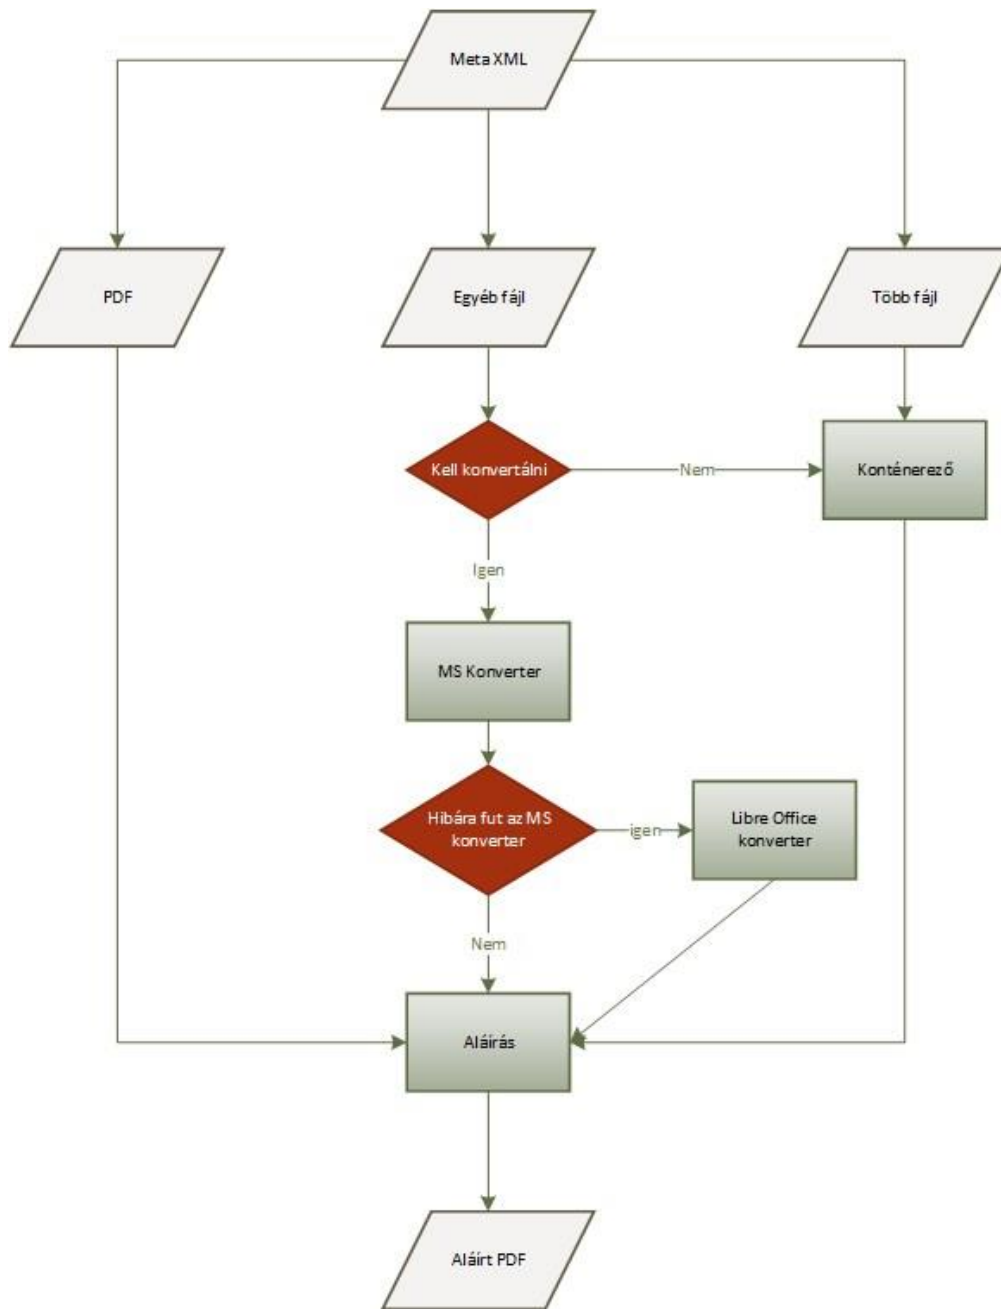 Meta XML
PDF
Egyéb fájl
Több fájl
Kell konvertálni
Nem
Konténerező
Igen
MS Konverter
Hibára fut az MS
konverter
igen
Libre Office
konverter
Nem
Aláírás
Aláírt PDF